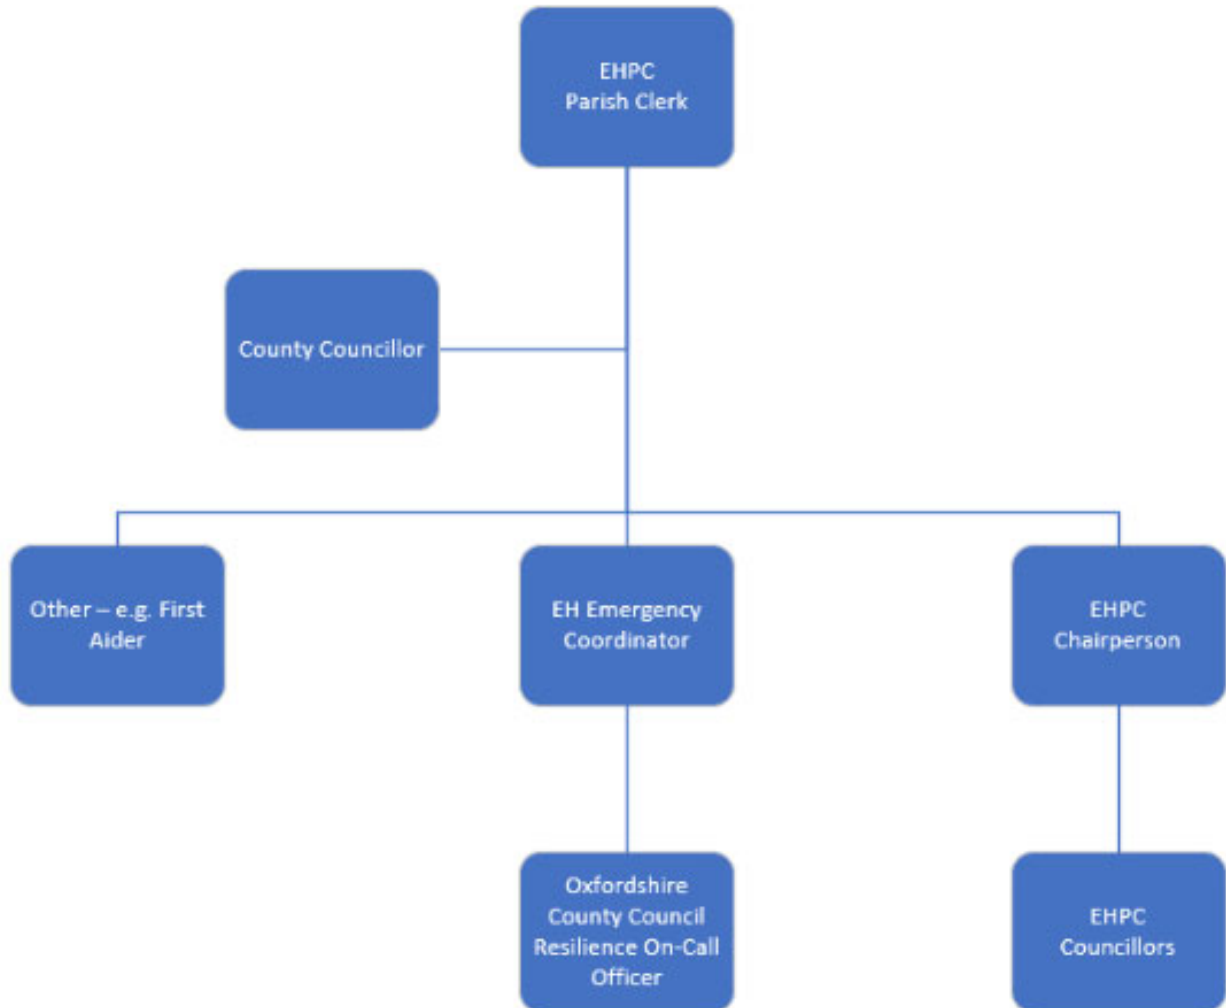 EHPC
Parish Clerk
County Councillor
Other – e.g. First
Aider
EH Emergency
Coordinator
EHPC
Chairperson
Oxfordshire
County Council
Resilience On-Call
Officer
EHPC
Councillors